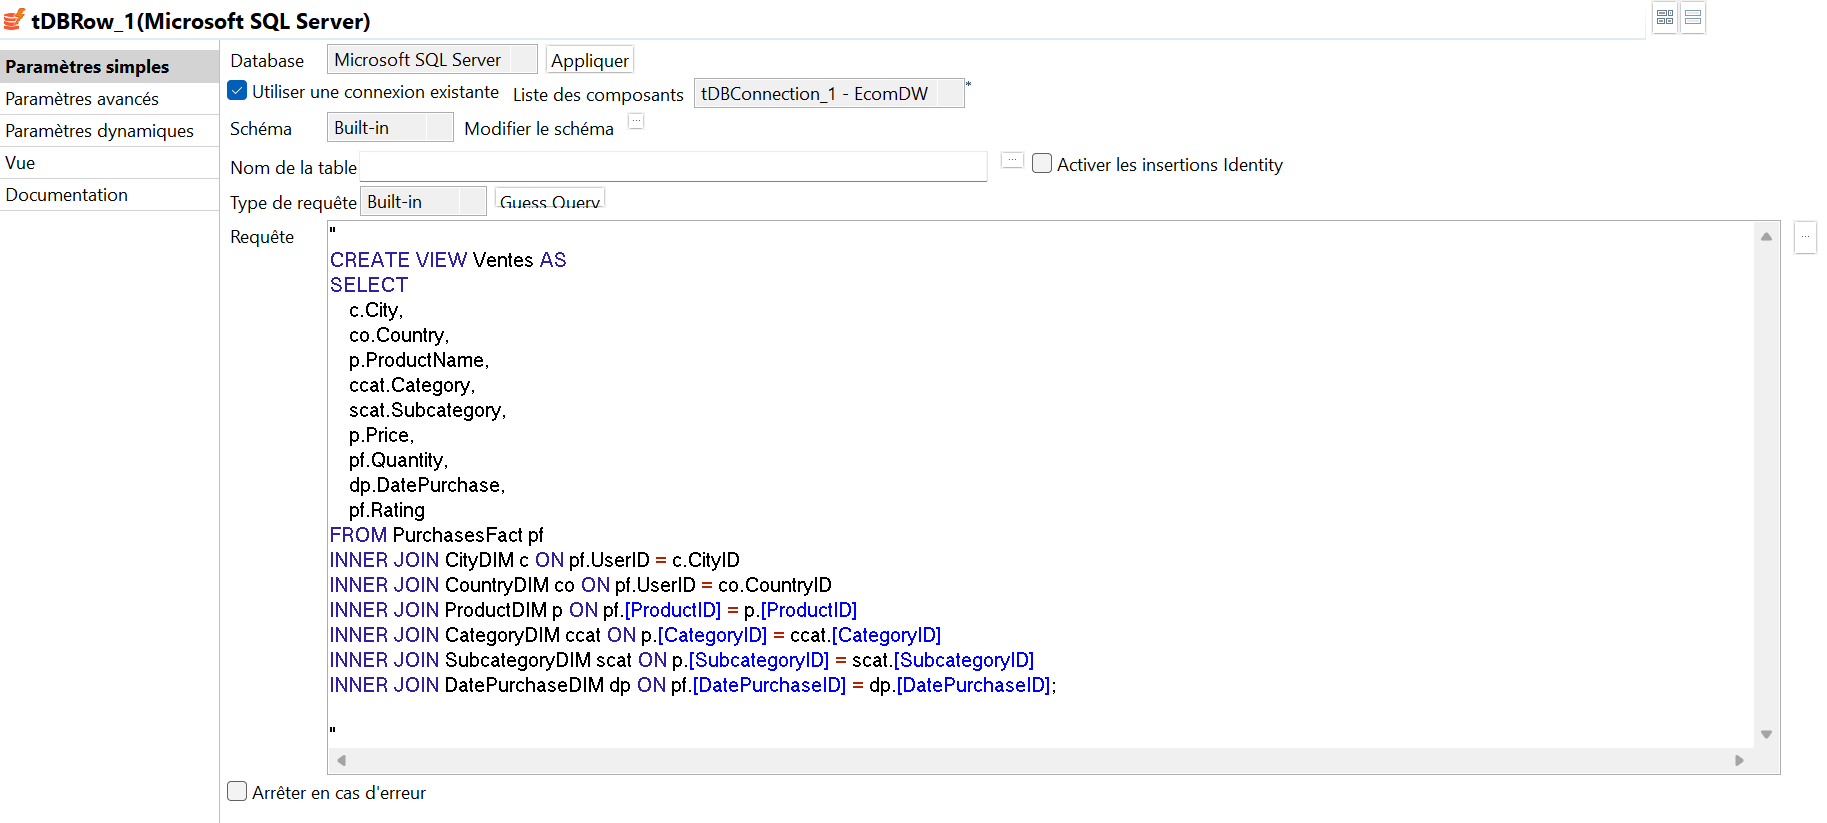 tDBRow_1(Microsoft SQL Server)
Paramètres simples
Paramètres avancés
Paramètres dynamiques
Vue
Documentation
Database Microsoft SQL Server Appliquer
Utiliser une connexion existante Liste des composants tDBConnection_1 - EcomDW *
Schéma Built-in Modifier le schéma ...
Nom de la table ... Activer les insertions Identity
Type de requête Built-in Guess Query
Requête "
CREATE VIEW Ventes AS
SELECT
c.City,
co.Country,
p.ProductName,
ccat.Category,
scat.Subcategory,
p.Price,
pf.Quantity,
dp.DatePurchase,
pf.Rating
FROM PurchasesFact pf
INNER JOIN CityDIM c ON pf.UserID = c.CityID
INNER JOIN CountryDIM co ON pf.UserID = co.CountryID
INNER JOIN ProductDIM p ON pf.[ProductID] = p.[ProductID]
INNER JOIN CategoryDIM ccat ON p.[CategoryID] = ccat.[CategoryID]
INNER JOIN SubcategoryDIM scat ON p.[SubcategoryID] = scat.[SubcategoryID]
INNER JOIN DatePurchaseDIM dp ON pf.[DatePurchaseID] = dp.[DatePurchaseID];
"
...
Arrêter en cas d'erreur